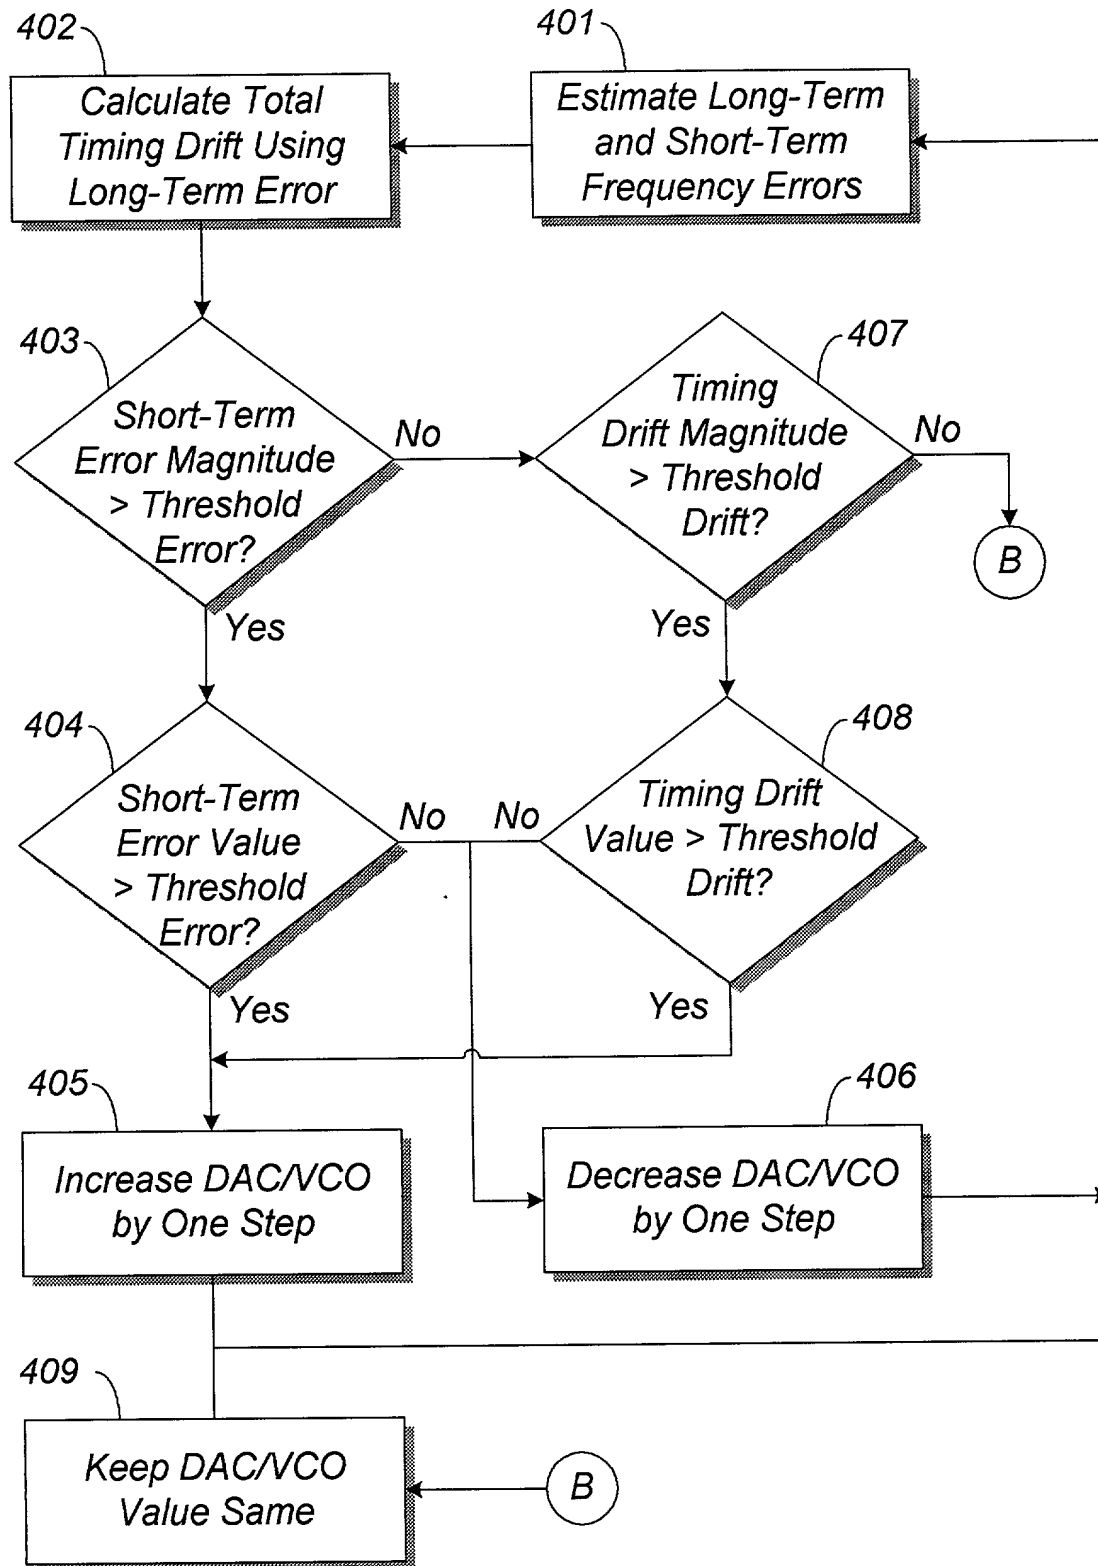 402
401
Calculate Total
Timing Drift Using
Long-Term Error
Estimate Long-Term
and Short-Term
Frequency Errors
403
407
Short-Term
Error Magnitude
> Threshold
Error?
No
Timing
Drift Magnitude
> Threshold
Drift?
No
B
Yes
Yes
404
408
Short-Term
Error Value
> Threshold
Error?
No
No
Timing Drift
Value > Threshold
Drift?
Yes
Yes
405
406
Increase DAC/VCO
by One Step
Decrease DAC/VCO
by One Step
409
Keep DAC/VCO
Value Same
B